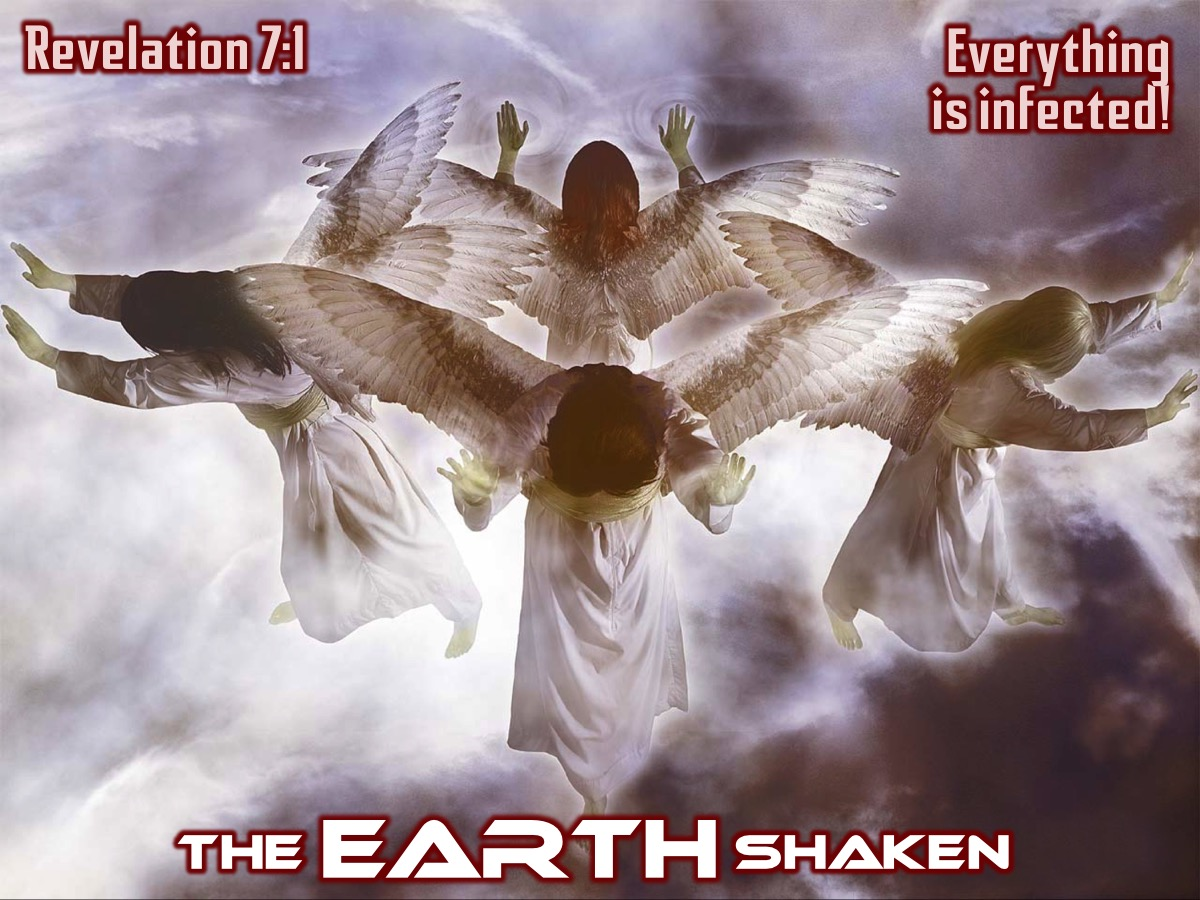 Revelation 7:1
Everything
is infected!
THE EARTH SHAKEN